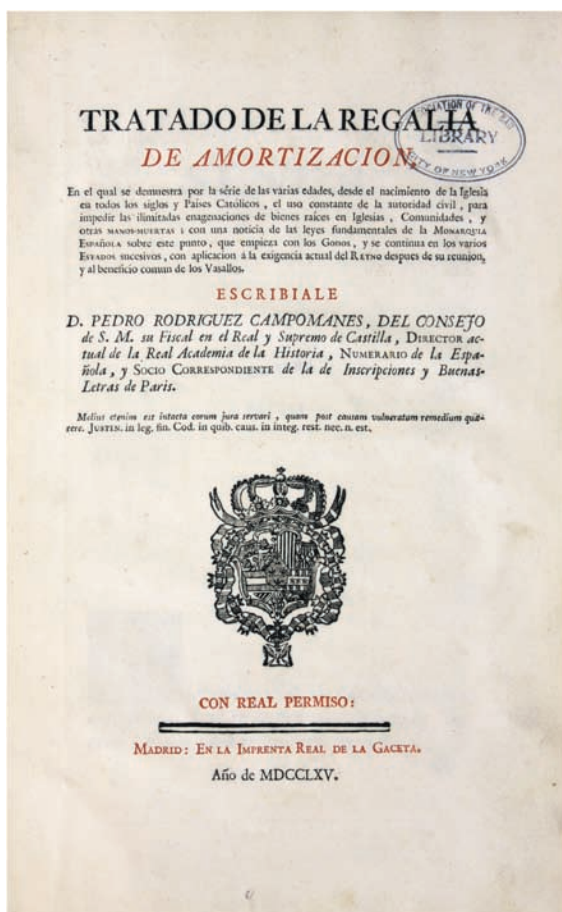 TRATADO DE LA REGALIA
DE AMORTIZACION,
ASSOCIATION OF THE BAR
LIBRARY
CITY OF NEW YORK
En el qual se demuestra por la série de las varias edades, desde el nacimiento de la Iglesia
en todos los siglos y Países Católicos, el uso constante de la autoridad civil, para
impedir las ilimitadas enagenaciones de bienes raíces en Iglesias, Comunidades, y
otras MANOS-MUERTAS; con una noticia de las leyes fundamentales de la MONARQUIA
ESPAÑOLA sobre este punto, que empieza con los GODOS, y se continua en los varios
ESTADOS sucesivos, con aplicacion á la exigencia actual del REYNO despues de su reunion,
y al beneficio comun de los Vasallos.
ESCRIBIALE
D. PEDRO RODRIGUEZ CAMPOMANES, DEL CONSEJO
de S. M. su Fiscal en el Real y Supremo de Castilla, DIRECTOR ac-
tual de la Real Academia de la Historia, NUMERARIO de la Espa-
ñola, y SOCIO CORRESPONDIENTE de la de Inscripciones y Buenas-
Letras de Paris.
Melius etenim est intacta eorum jura servari, quam post causam vulneratam remedium quæ-
rere. JUSTIN. in leg. fin. Cod. in quib. caus. in integ. rest. nec. n. est.
CON REAL PERMISO:
MADRID: EN LA IMPRENTA REAL DE LA GACETA.
Año de MDCCLXV.